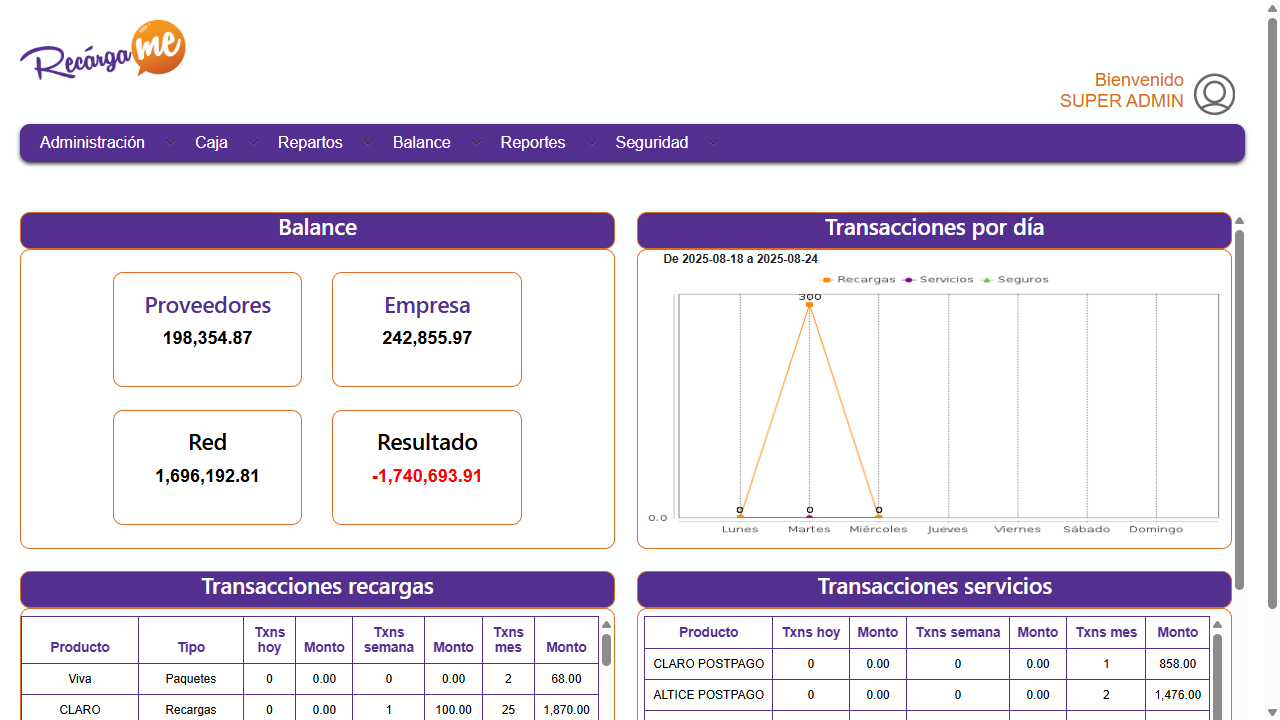 Recárgame
Bienvenido
SUPER ADMIN
Administración Caja Repartos Balance Reportes Seguridad
Balance
Proveedores Empresa
198,354.87 242,855.97
Red Resultado
1,696,192.81 -1,740,693.91
Transacciones por día
De 2025-08-18 a 2025-08-24
Recargas Servicios Seguros
300
0 0 0
0.0
Lunes Martes Miércoles Jueves Viernes Sábado Domingo
Transacciones recargas
Producto Tipo Txns hoy Monto Txns semana Monto Txns mes Monto
Viva Paquetes 0 0.00 0 0.00 2 68.00
CLARO Recargas 0 0.00 1 100.00 25 1,870.00
Transacciones servicios
Producto Txns hoy Monto Txns semana Monto Txns mes Monto
CLARO POSTPAGO 0 0.00 0 0.00 1 858.00
ALTICE POSTPAGO 0 0.00 0 0.00 2 1,476.00